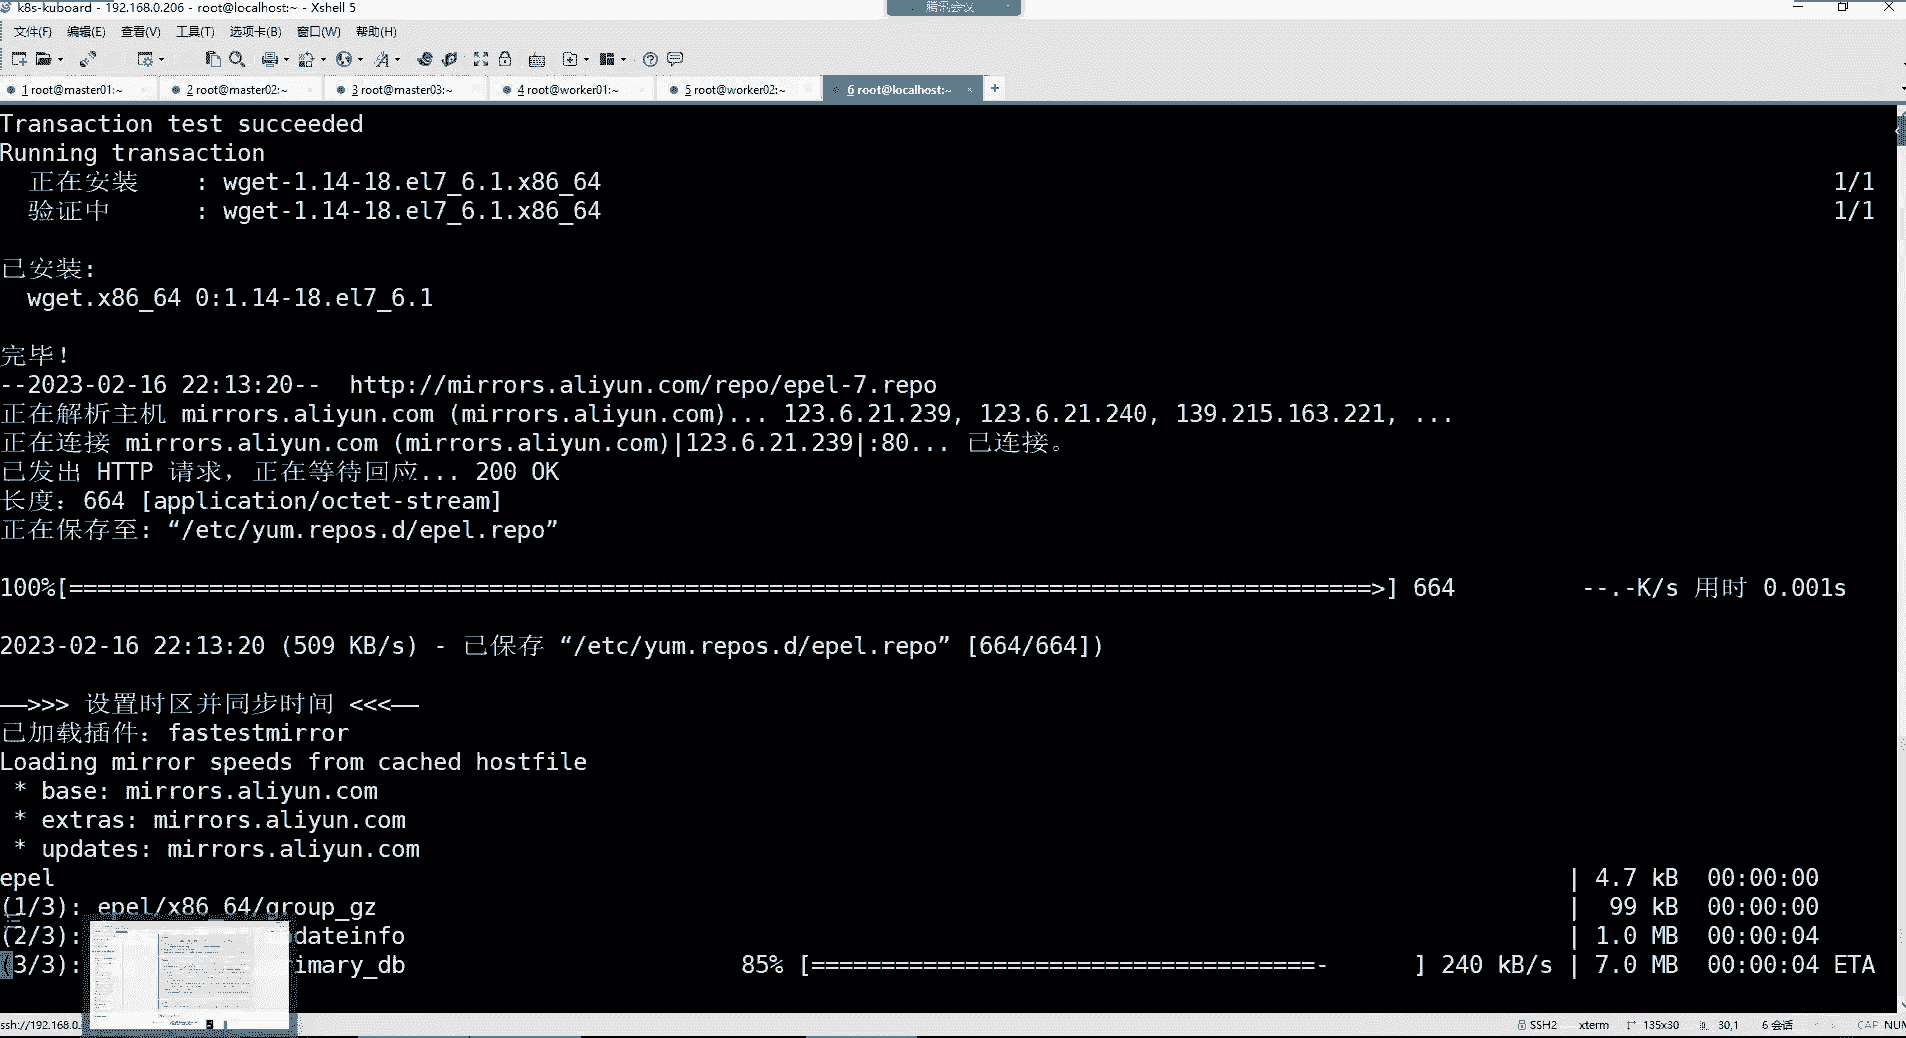 k8s-kuboard - 192.168.0.206 - root@localhost:~ - Xshell 5
腾讯会议
文件(F) 编辑(E) 查看(V) 工具(T) 选项卡(B) 窗口(W) 帮助(H)
1 root@master01:~ 2 root@master02:~ 3 root@master03:~ 4 root@worker01:~ 5 root@worker02:~ 6 root@localhost:~ × +
Transaction test succeeded
Running transaction
正在安装 : wget-1.14-18.el7_6.1.x86_64 1/1
验证中 : wget-1.14-18.el7_6.1.x86_64 1/1
已安装:
wget.x86_64 0:1.14-18.el7_6.1
完毕!
--2023-02-16 22:13:20-- http://mirrors.aliyun.com/repo/epel-7.repo
正在解析主机 mirrors.aliyun.com (mirrors.aliyun.com)... 123.6.21.239, 123.6.21.240, 139.215.163.221, ...
正在连接 mirrors.aliyun.com (mirrors.aliyun.com)|123.6.21.239|:80... 已连接。
已发出 HTTP 请求，正在等待回应... 200 OK
长度：664 [application/octet-stream]
正在保存至: “/etc/yum.repos.d/epel.repo”
100%[==============================================================================================>] 664 --.-K/s 用时 0.001s
2023-02-16 22:13:20 (509 KB/s) - 已保存 “/etc/yum.repos.d/epel.repo” [664/664])
——>>> 设置时区并同步时间 <<<——
已加载插件：fastestmirror
Loading mirror speeds from cached hostfile
* base: mirrors.aliyun.com
* extras: mirrors.aliyun.com
* updates: mirrors.aliyun.com
epel | 4.7 kB 00:00:00
(1/3): epel/x86_64/group_gz | 99 kB 00:00:00
(2/3): dateinfo | 1.0 MB 00:00:04
(3/3): imary_db 85% [====================================- ] 240 kB/s | 7.0 MB 00:00:04 ETA
ssh://192.168.0. SSH2 xterm 135x30 30,1 6 会话 CAP NUM